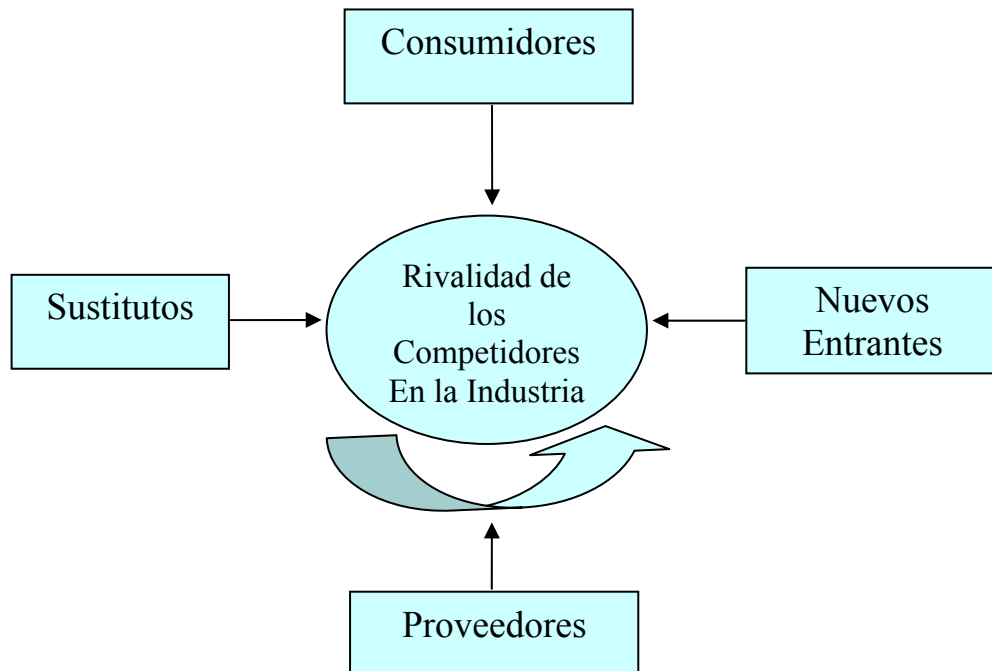 Consumidores
Sustitutos
Rivalidad de
los
Competidores
En la Industria
Nuevos
Entrantes
Proveedores